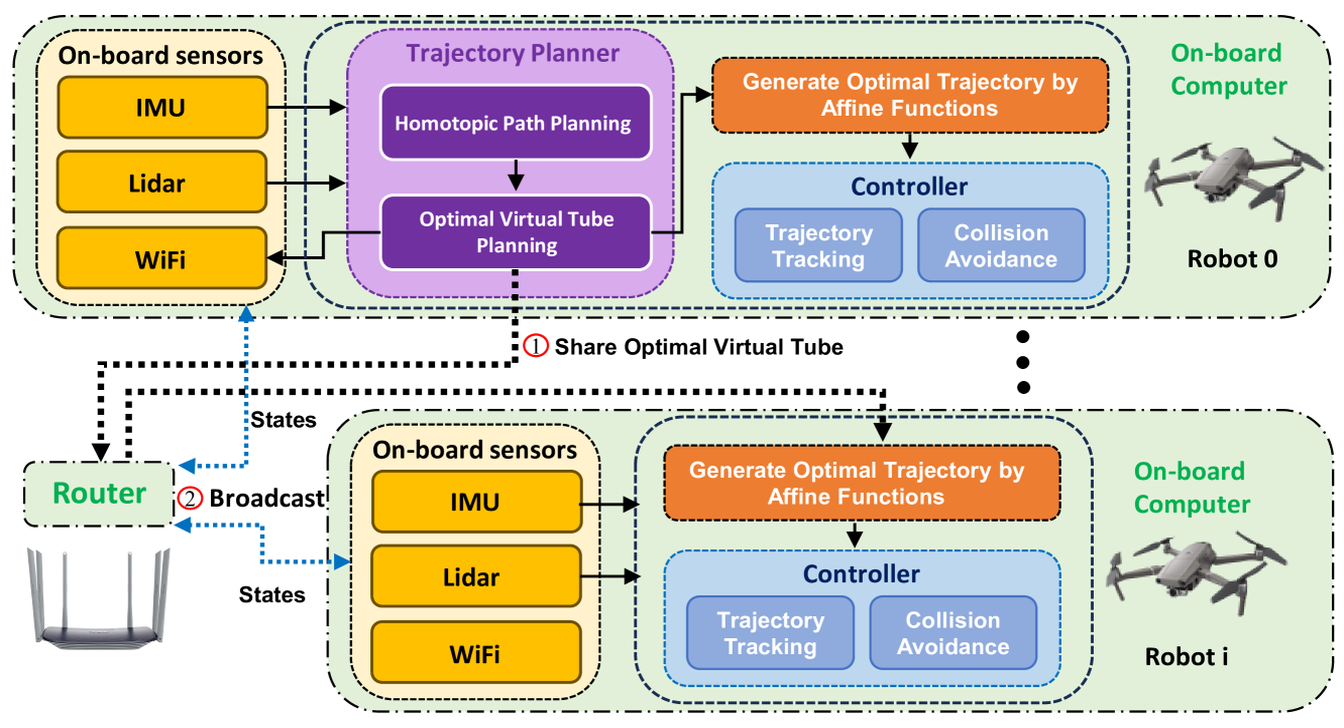 On-board sensors
IMU
Lidar
WiFi
Trajectory Planner
Homotopic Path Planning
Optimal Virtual Tube
Planning
Generate Optimal Trajectory by
Affine Functions
Controller
Trajectory
Tracking
Collision
Avoidance
On-board
Computer
Robot 0
① Share Optimal Virtual Tube
States
Router
② Broadcast
States
On-board sensors
IMU
Lidar
WiFi
Generate Optimal Trajectory by
Affine Functions
Controller
Trajectory
Tracking
Collision
Avoidance
On-board
Computer
Robot i